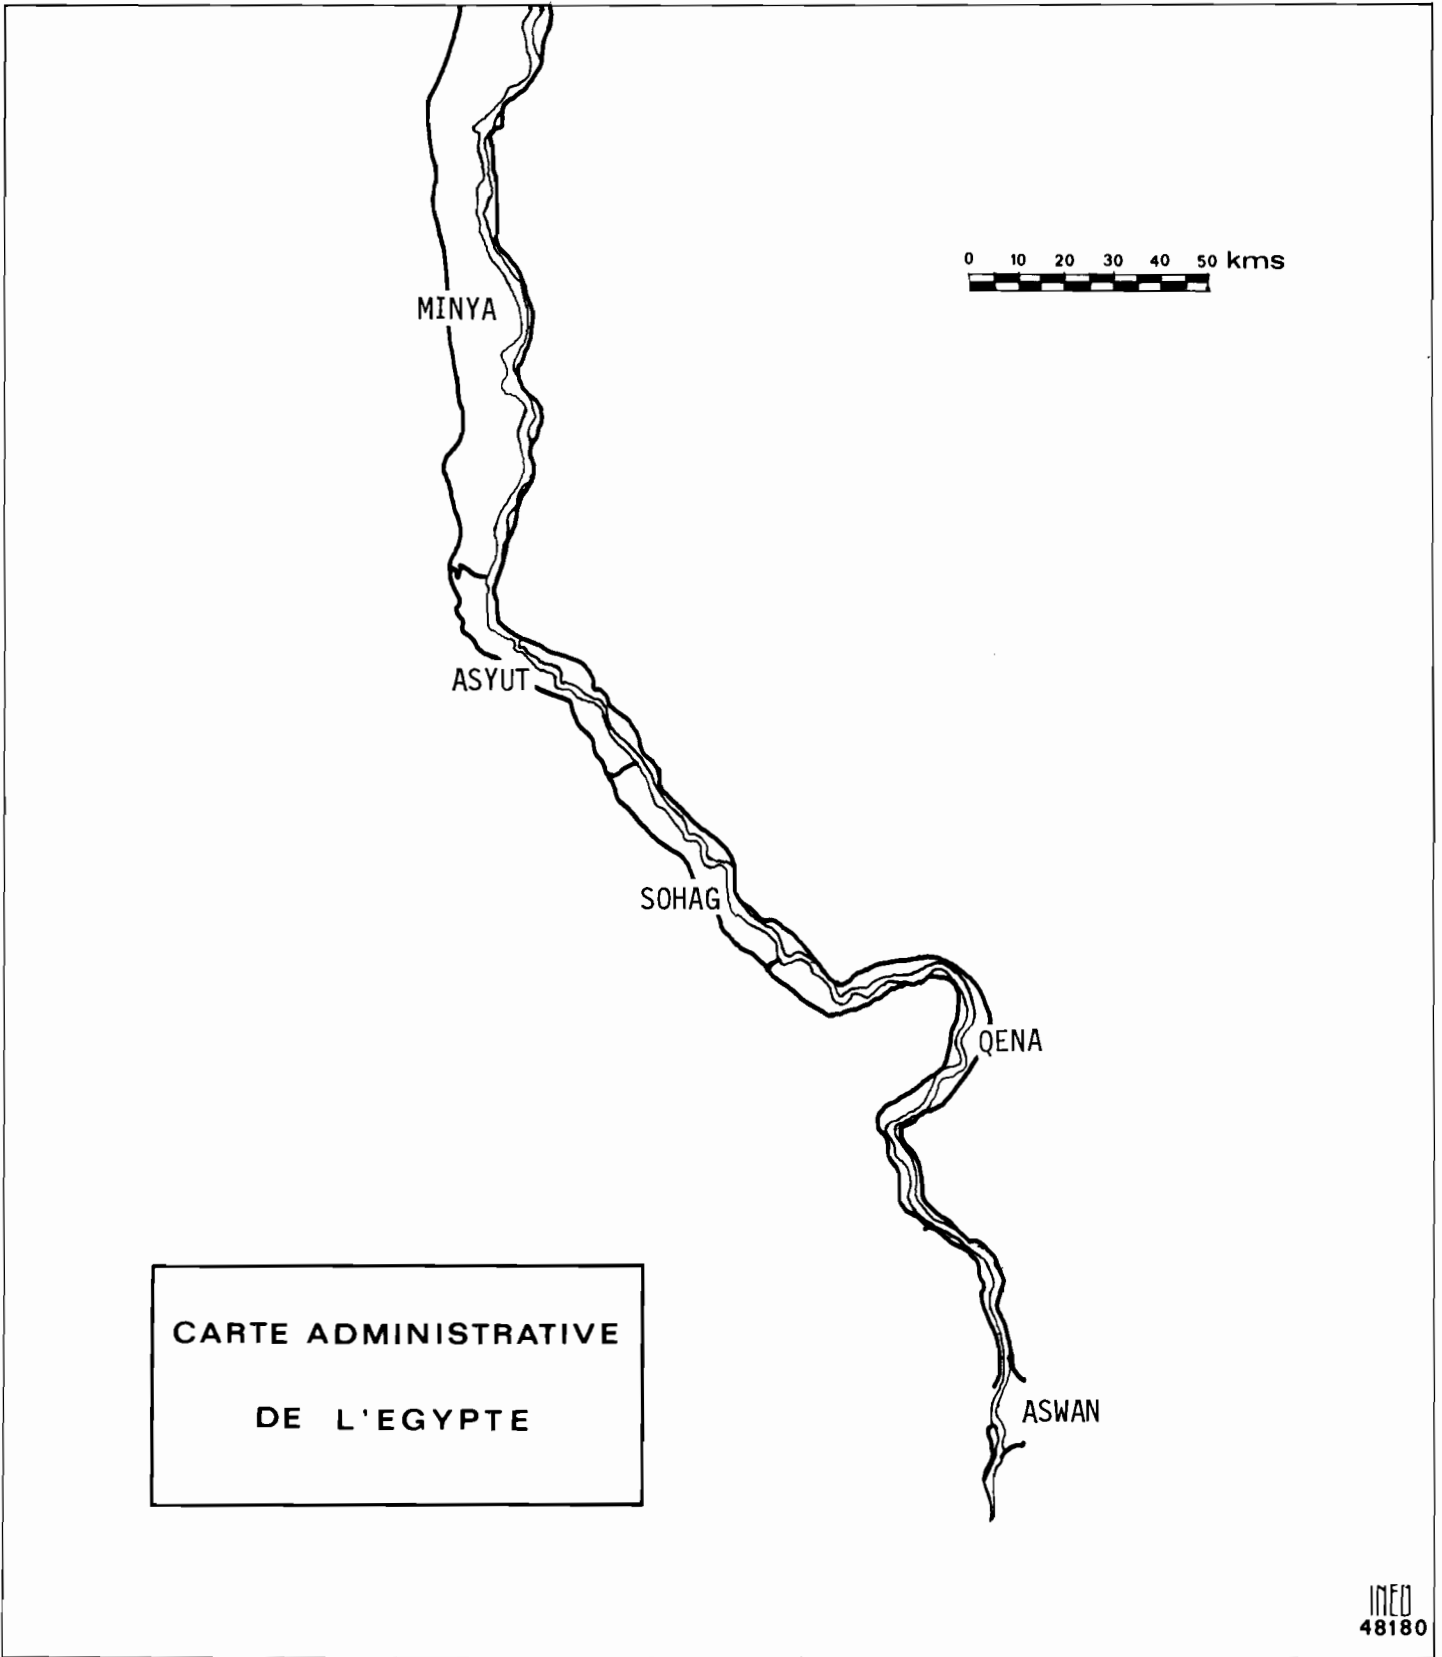 0 10 20 30 40 50 kms
MINYA
ASYUT
SOHAG
QENA
CARTE ADMINISTRATIVE
DE L'EGYPTE
ASWAN
INED
48180